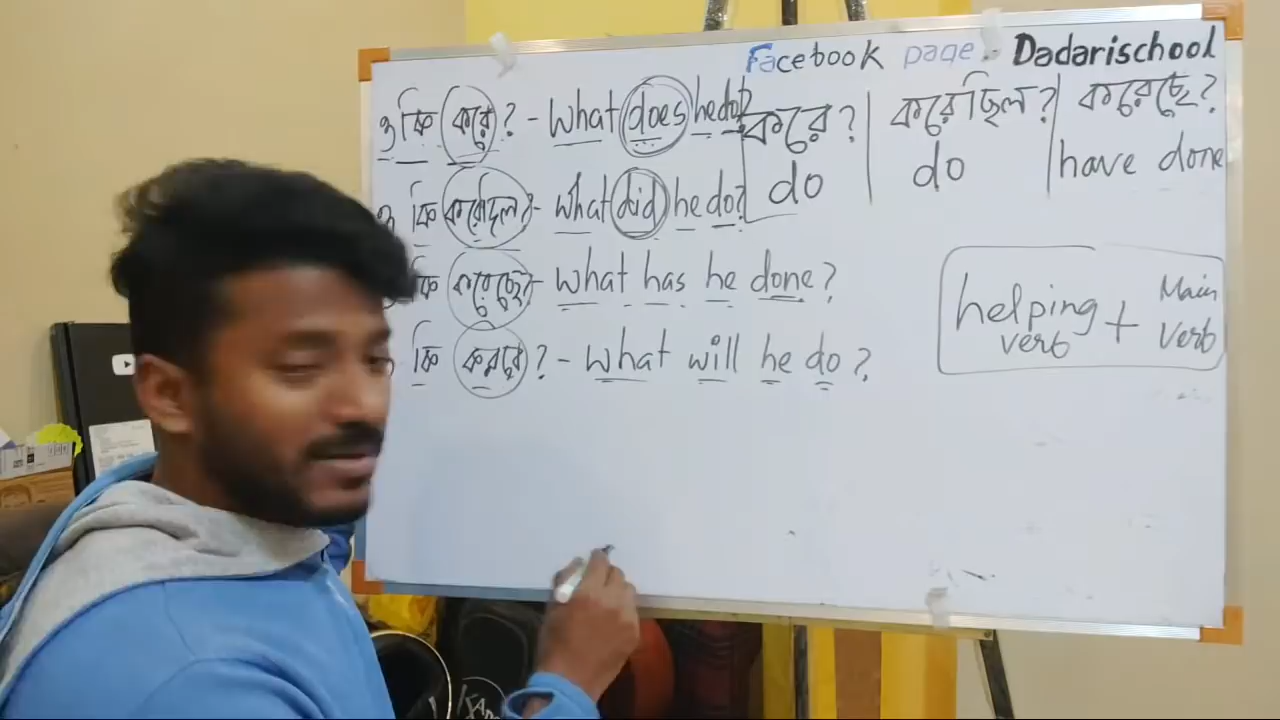 Facebook page:- Dadarischool
ও কি করে? - What does he do?
করে? করেছিল? করেছে?
do do have done
ও কি করেছিল? - What did he do?
কি করেছে? - What has he done?
helping verb + Main verb
কি করবে? - What will he do?